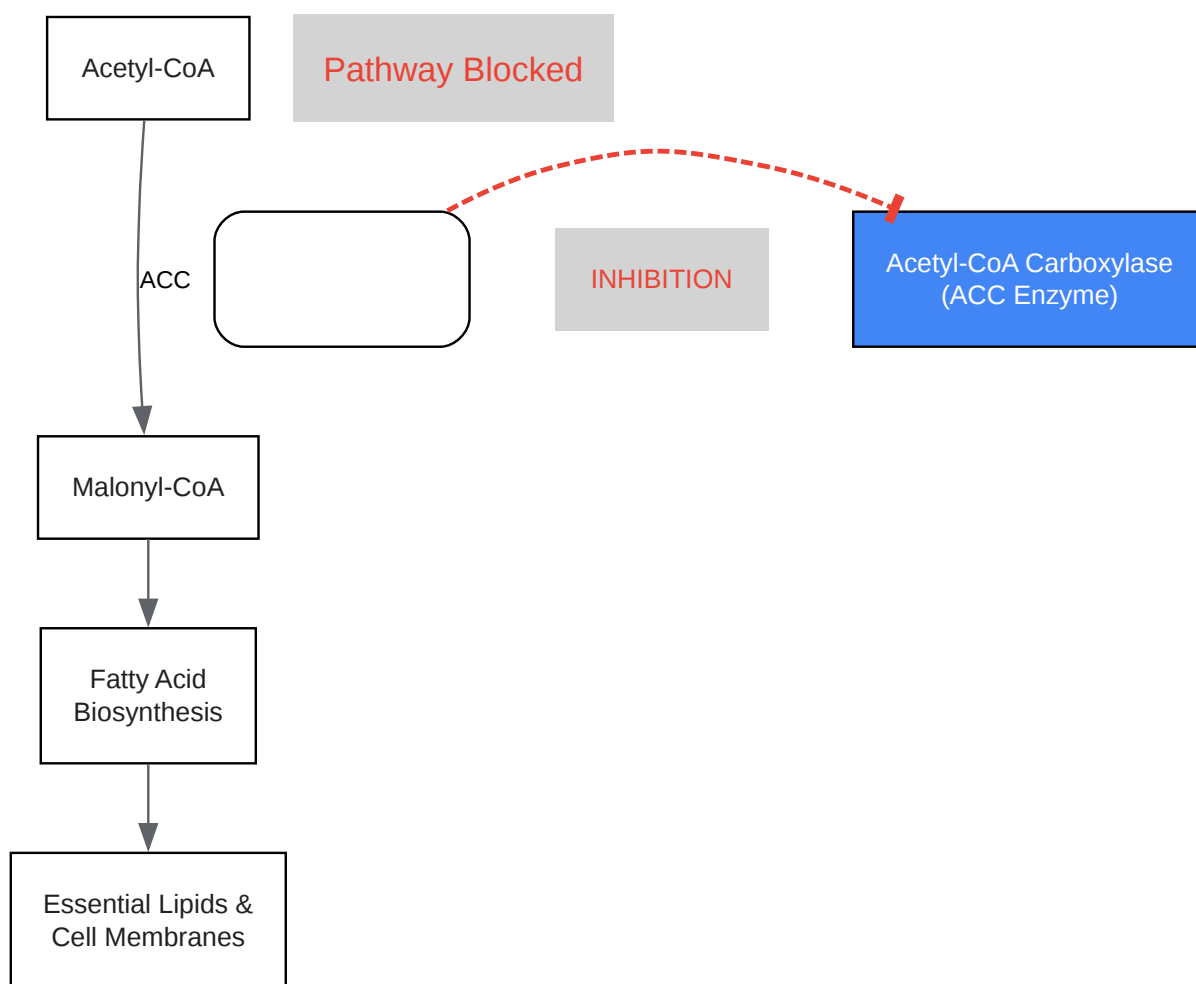 Acetyl-CoA
Pathway Blocked
ACC
INHIBITION
Acetyl-CoA Carboxylase
(ACC Enzyme)
Malonyl-CoA
Fatty Acid
Biosynthesis
Essential Lipids &
Cell Membranes